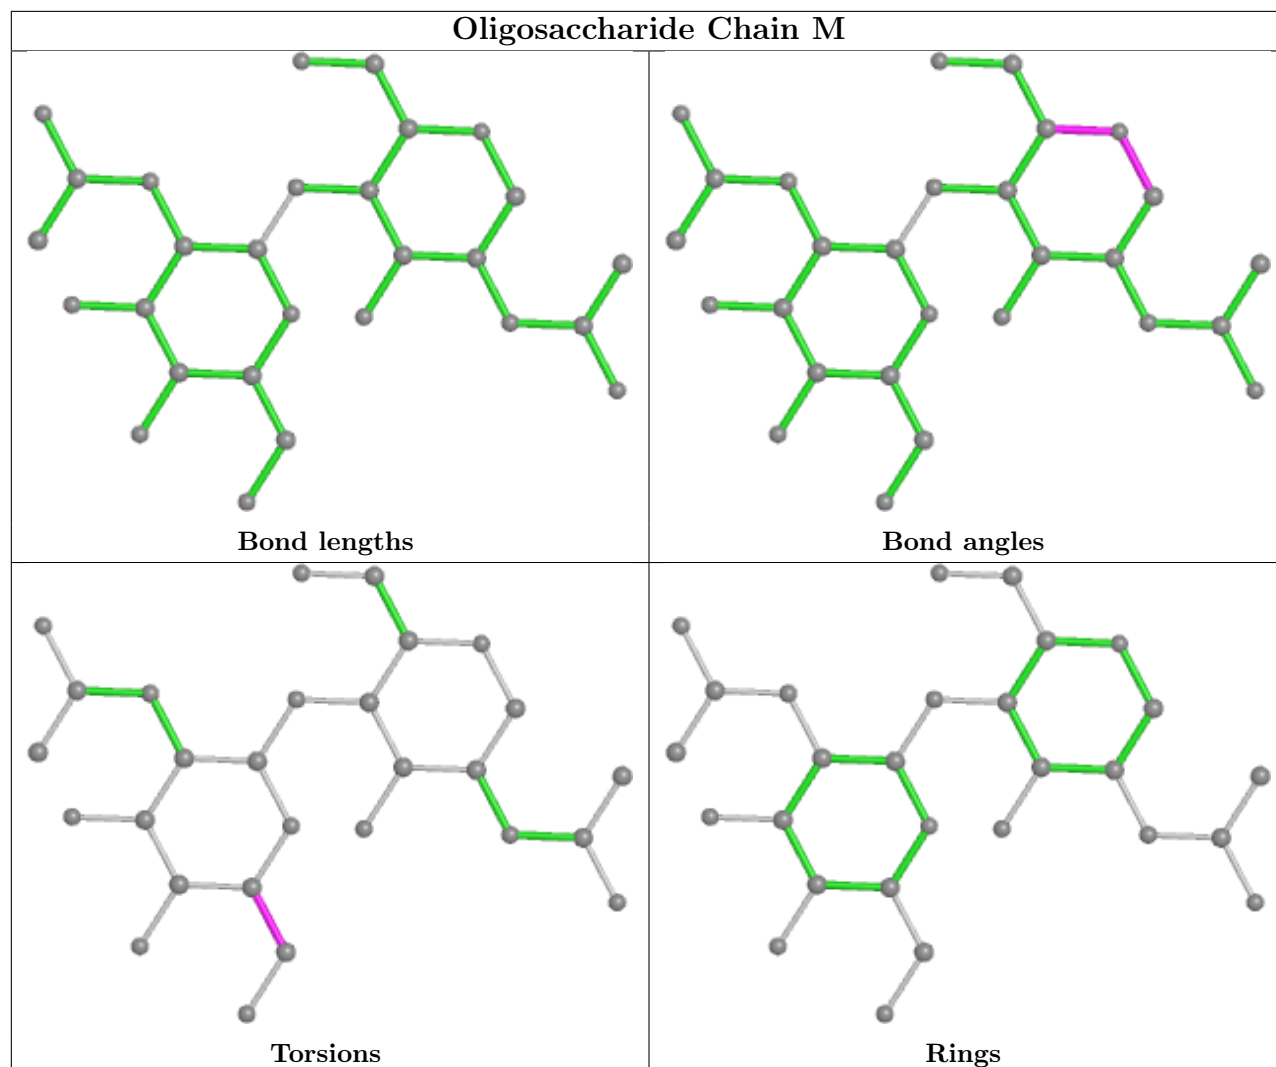 Oligosaccharide Chain M
Bond lengths
Bond angles
Torsions
Rings